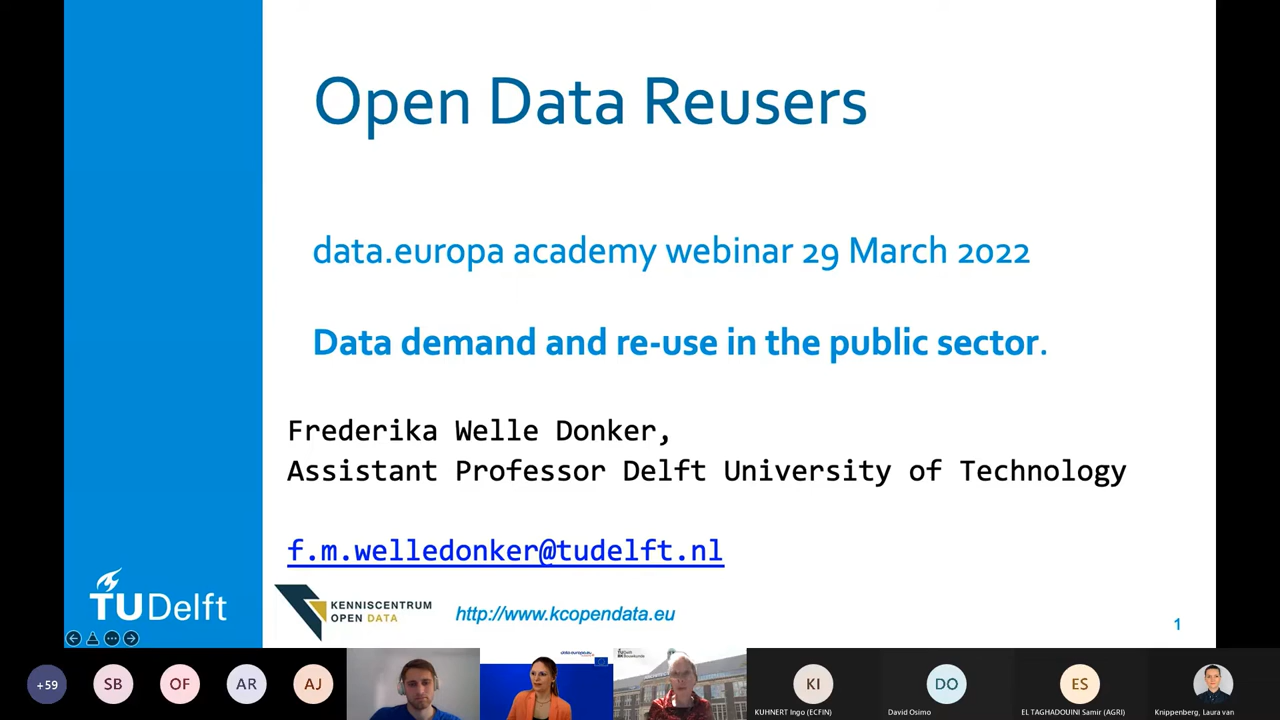 Open Data Reusers
data.europa academy webinar 29 March 2022
Data demand and re-use in the public sector.
Frederika Welle Donker,
Assistant Professor Delft University of Technology
f.m.welledonker@tudelft.nl
TUDelft
KENNISCENTRUM
OPEN DATA
http://www.kcopendata.eu
1
+59
SB
OF
AR
AJ
data.europa.eu
KI
DO
ES
KUHNERT Ingo (ECFIN)
David Osimo
EL TAGHADOUINI Samir (AGRI)
Knippenberg, Laura van